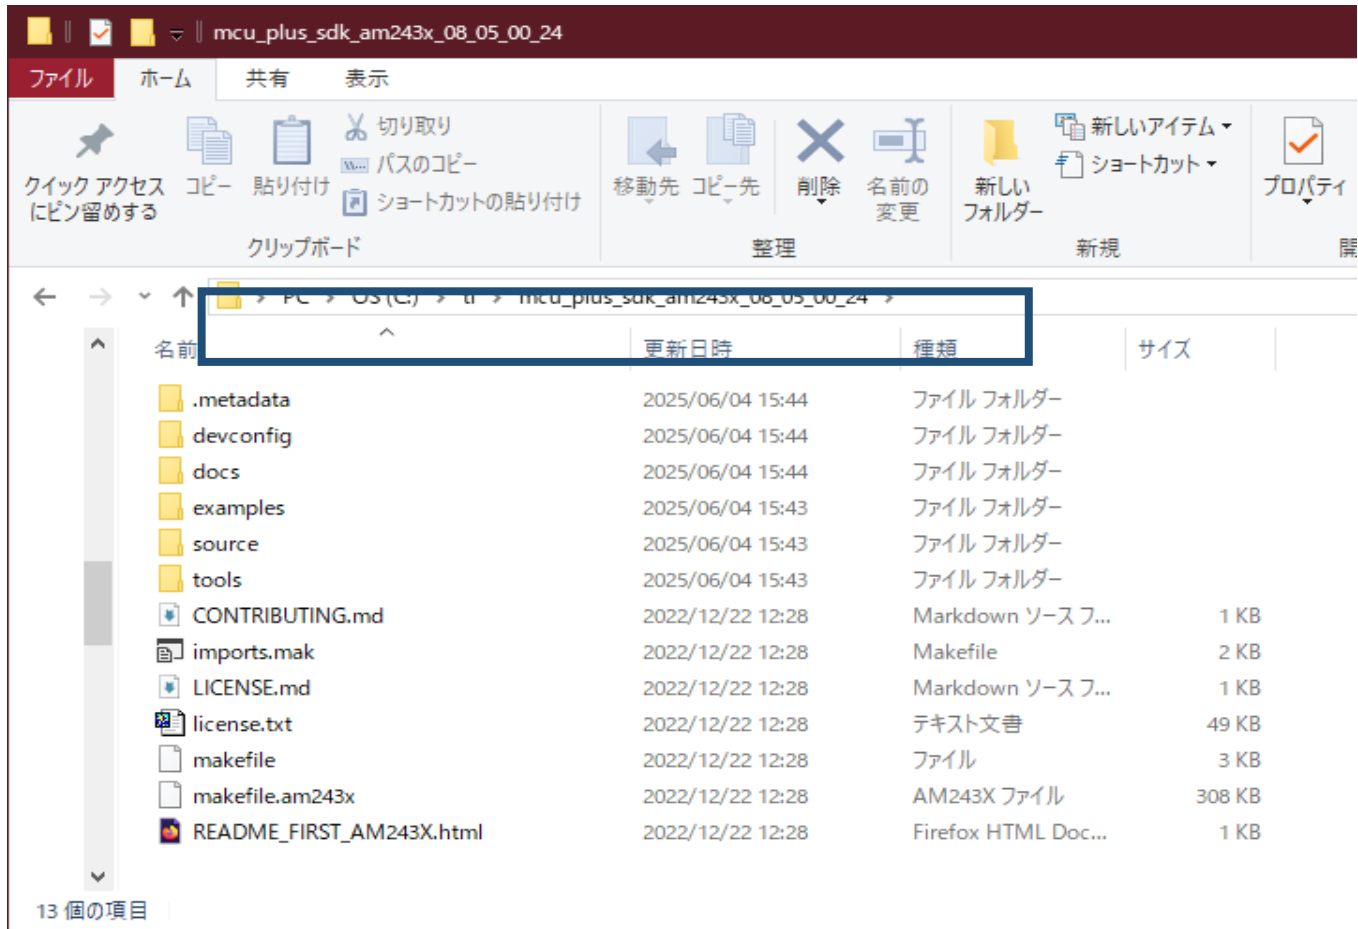 mcu_plus_sdk_am243x_08_05_00_24
ファイル ホーム 共有 表示
クイック アクセス
にピン留めする
コピー
貼り付け
切り取り
パスのコピー
ショートカットの貼り付け
クリップボード
移動先
コピー先
削除
名前の
変更
整理
新しい
フォルダー
新しいアイテム
ショートカット
新規
プロパティ
開
PC > OS (C:) > ti > mcu_plus_sdk_am243x_08_05_00_24 >
名前 更新日時 種類 サイズ
.metadata 2025/06/04 15:44 ファイル フォルダー
devconfig 2025/06/04 15:44 ファイル フォルダー
docs 2025/06/04 15:44 ファイル フォルダー
examples 2025/06/04 15:43 ファイル フォルダー
source 2025/06/04 15:43 ファイル フォルダー
tools 2025/06/04 15:43 ファイル フォルダー
CONTRIBUTING.md 2022/12/22 12:28 Markdown ソース フ... 1 KB
imports.mak 2022/12/22 12:28 Makefile 2 KB
LICENSE.md 2022/12/22 12:28 Markdown ソース フ... 1 KB
license.txt 2022/12/22 12:28 テキスト文書 49 KB
makefile 2022/12/22 12:28 ファイル 3 KB
makefile.am243x 2022/12/22 12:28 AM243X ファイル 308 KB
README_FIRST_AM243X.html 2022/12/22 12:28 Firefox HTML Doc... 1 KB
13 個の項目